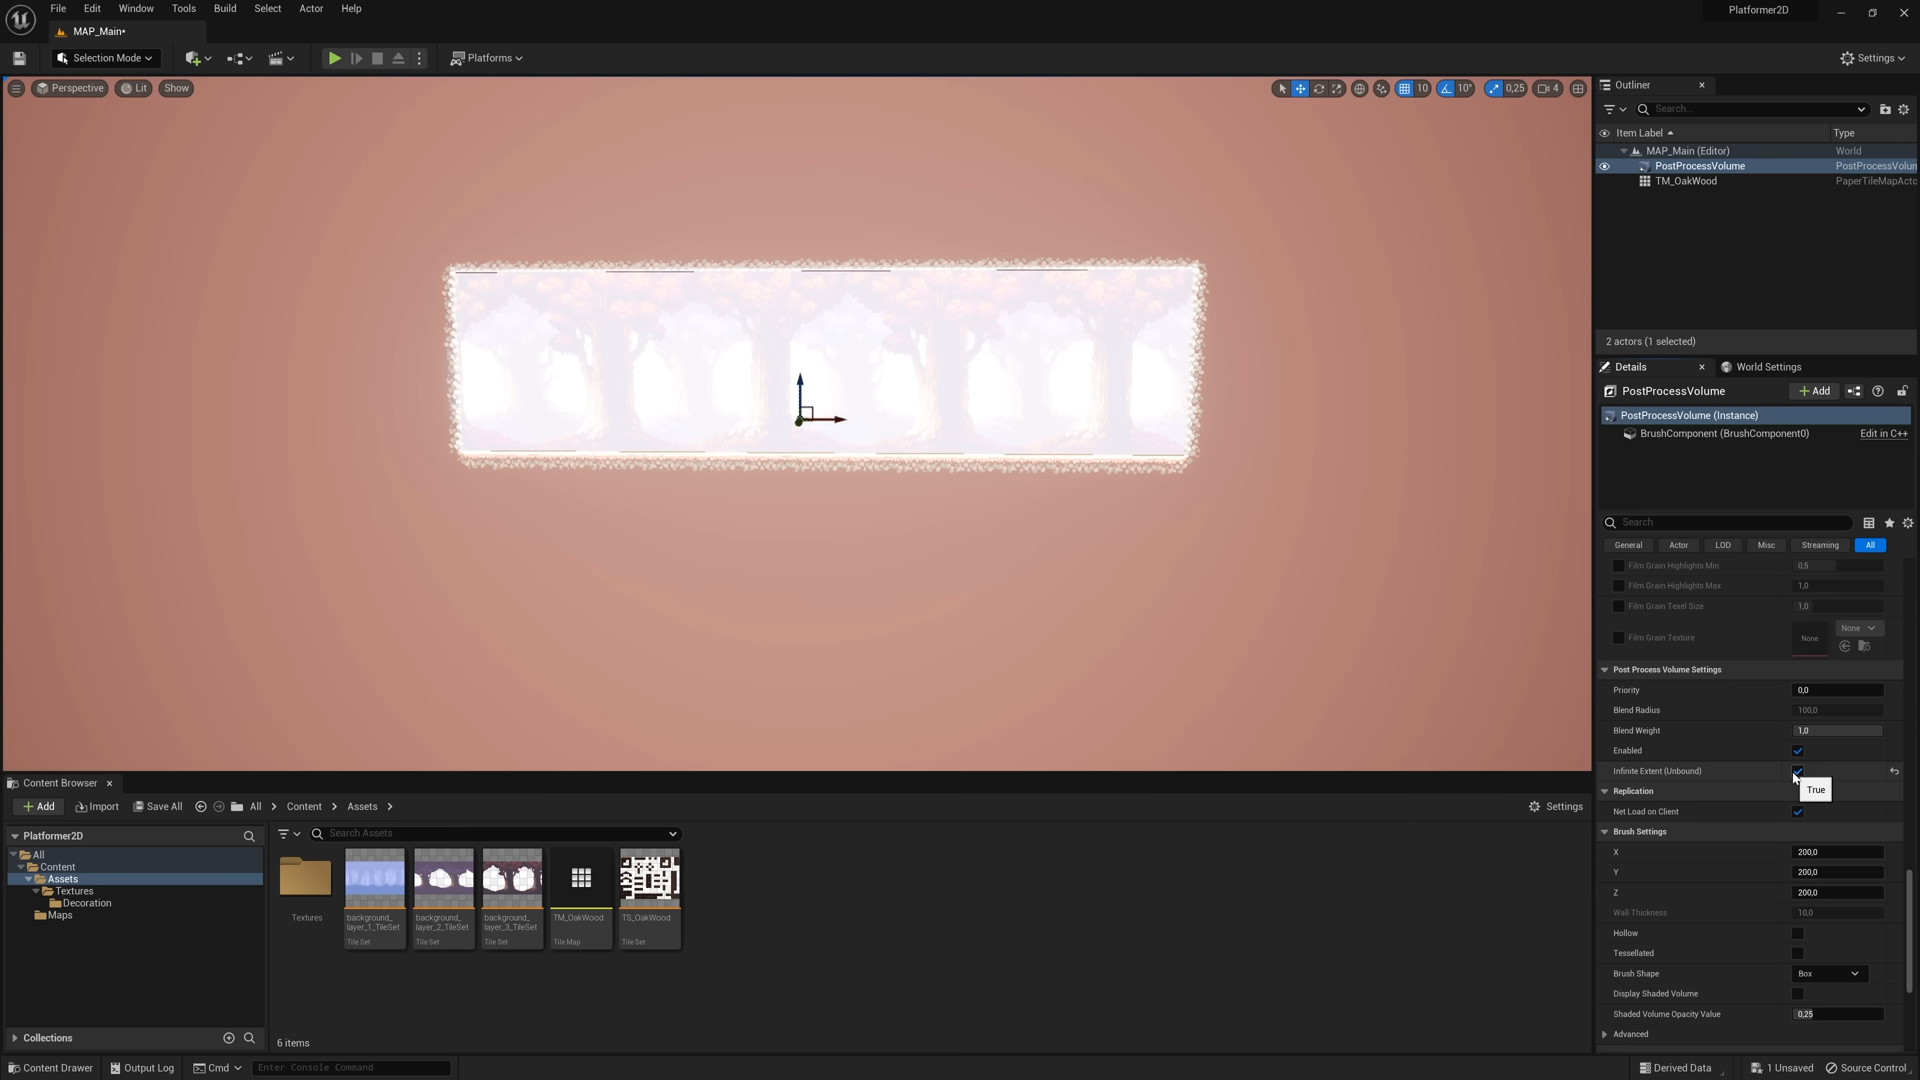 File Edit Window Tools Build Select Actor Help
Platformer2D
MAP_Main*
Selection Mode
Platforms
Settings
Perspective
Lit
Show
10
10°
0,25
4
Outliner
Search...
Item Label
Type
MAP_Main (Editor)
World
PostProcessVolume
PostProcessVolun
TM_OakWood
PaperTileMapActo
2 actors (1 selected)
Details
World Settings
PostProcessVolume
+ Add
PostProcessVolume (Instance)
BrushComponent (BrushComponent0)
Edit in C++
Search
General
Actor
LOD
Misc
Streaming
All
Film Grain Highlights Min
0,5
Film Grain Highlights Max
1,0
Film Grain Texel Size
1,0
Film Grain Texture
None
None
Post Process Volume Settings
Priority
0,0
Blend Radius
100,0
Blend Weight
1,0
Enabled
Infinite Extent (Unbound)
True
Replication
Net Load on Client
Brush Settings
X
200,0
Y
200,0
Z
200,0
Wall Thickness
10,0
Hollow
Tessellated
Brush Shape
Box
Display Shaded Volume
Shaded Volume Opacity Value
0,25
Advanced
Content Browser
+ Add
Import
Save All
All
Content
Assets
Settings
Platformer2D
Search Assets
All
Content
Assets
Textures
Decoration
Maps
Collections
Textures
background_
layer_1_TileSet
Tile Set
background_
layer_2_TileSet
Tile Set
background_
layer_3_TileSet
Tile Set
TM_OakWood
Tile Map
TS_OakWood
Tile Set
6 items
Content Drawer
Output Log
Cmd
Enter Console Command
Derived Data
1 Unsaved
Source Control